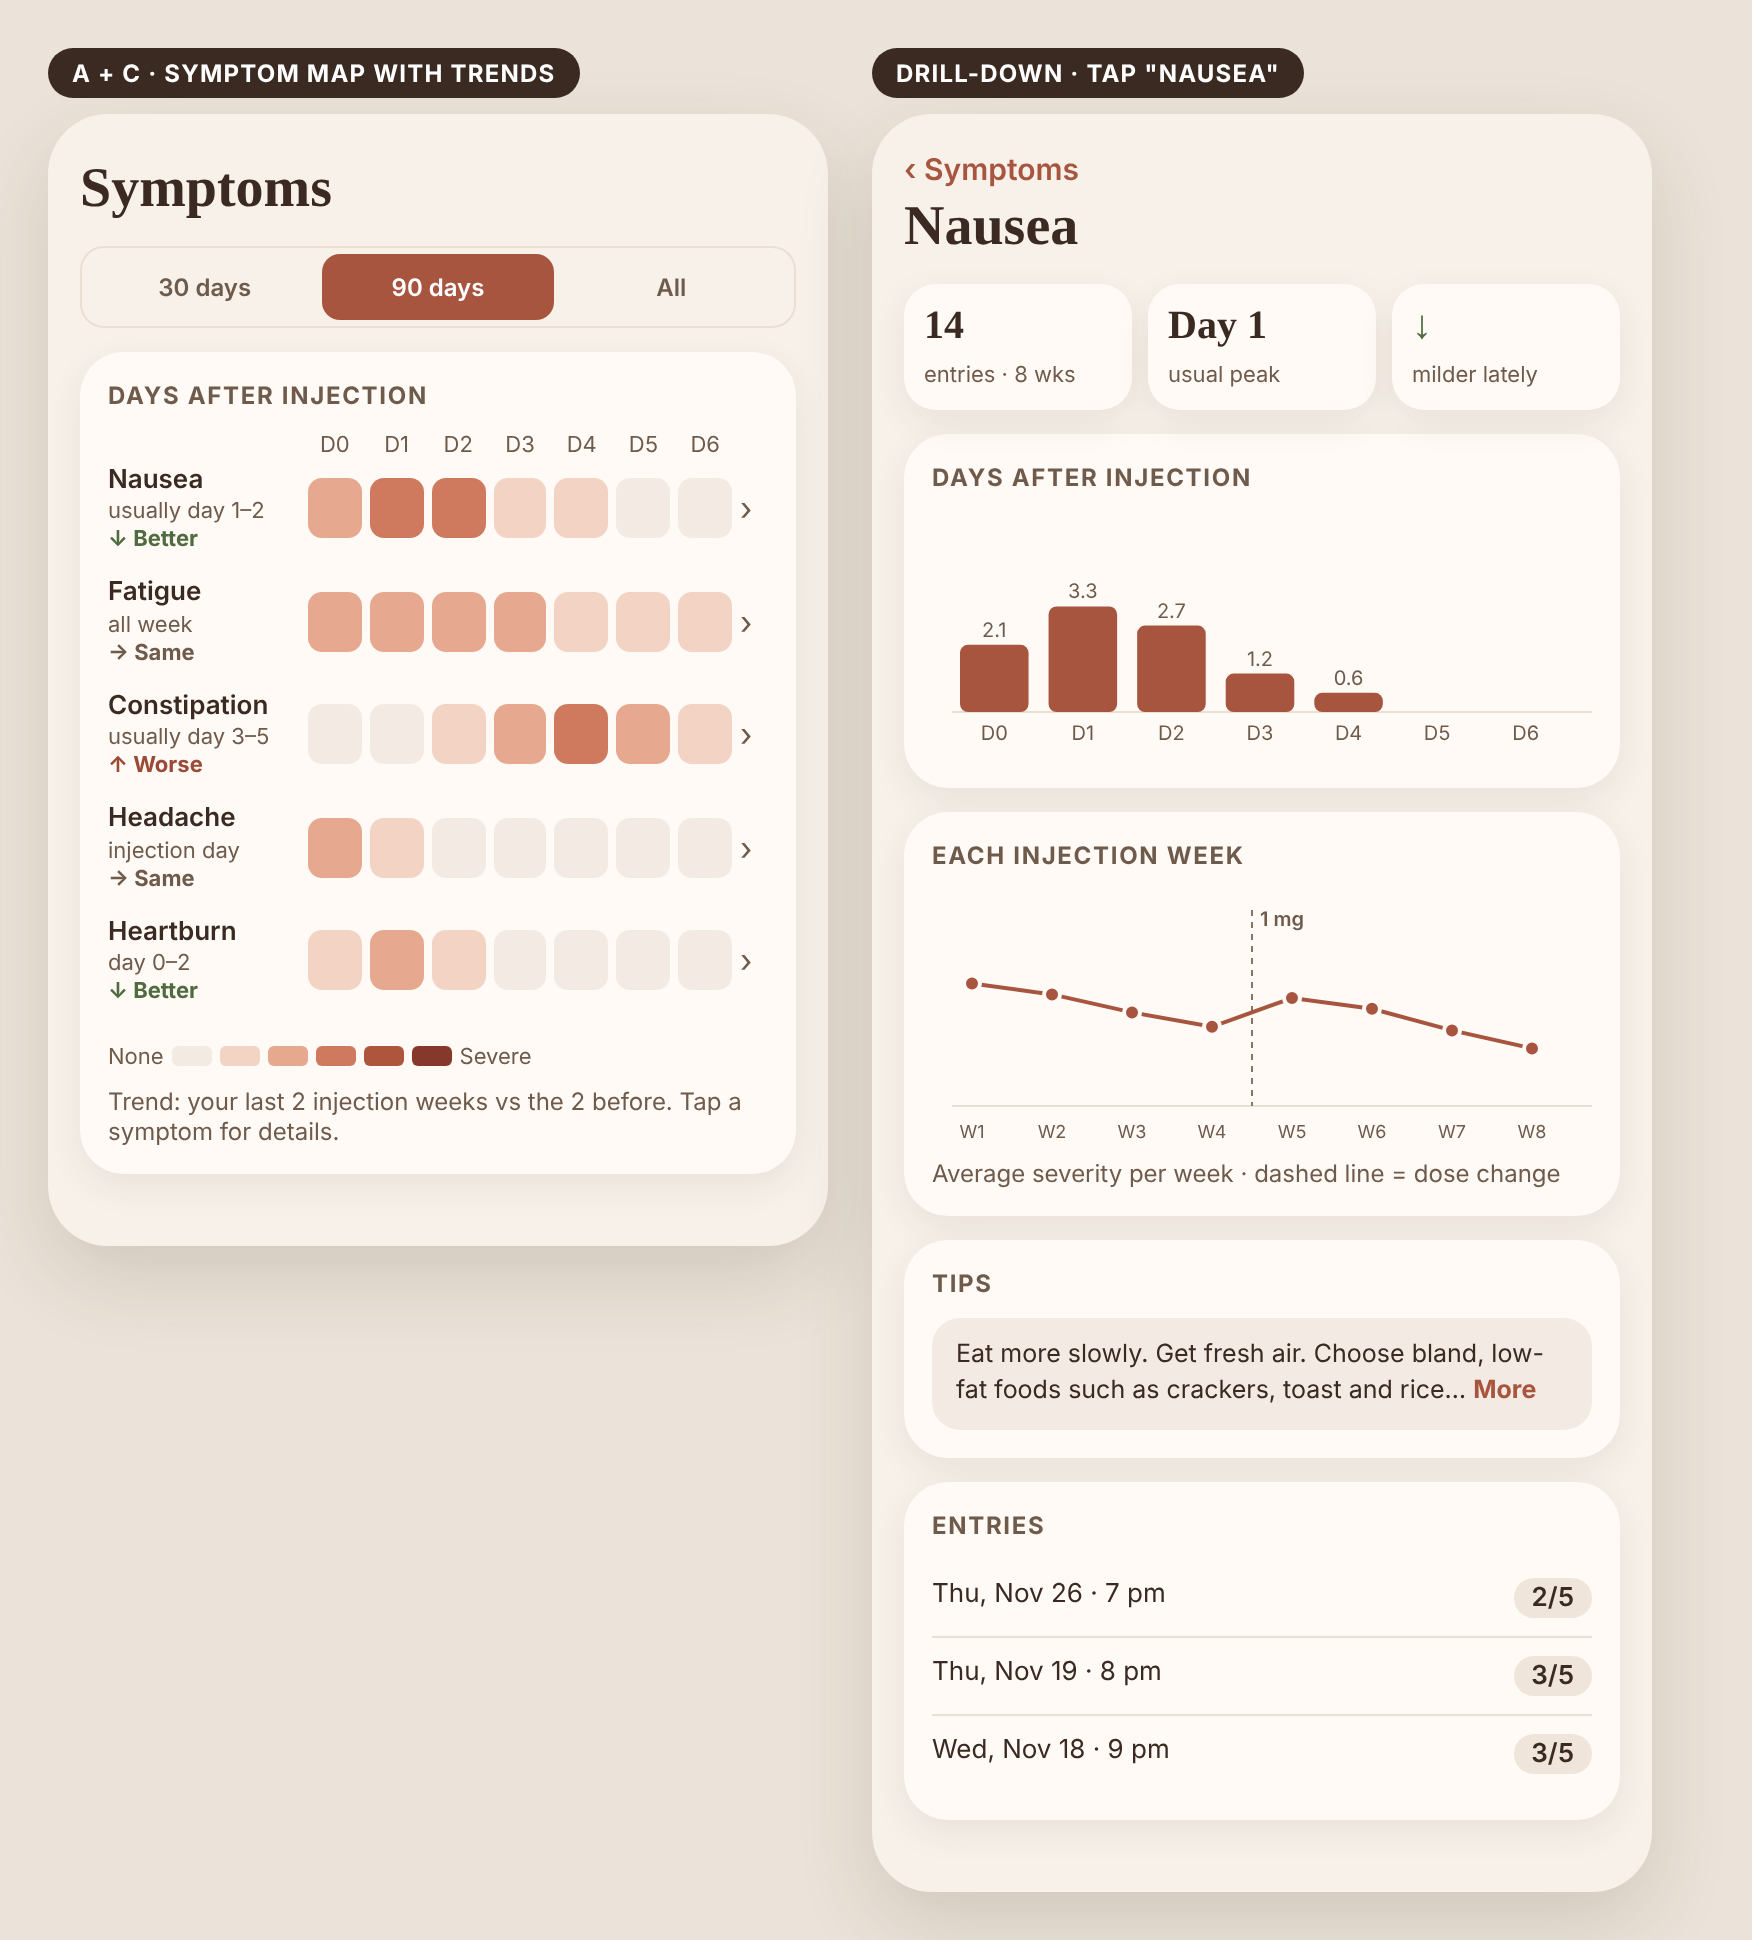 A + C · SYMPTOM MAP WITH TRENDS
Symptoms
30 days
90 days
All
DAYS AFTER INJECTION
D0 D1 D2 D3 D4 D5 D6
Nausea
usually day 1–2
↓ Better
›
Fatigue
all week
→ Same
›
Constipation
usually day 3–5
↑ Worse
›
Headache
injection day
→ Same
›
Heartburn
day 0–2
↓ Better
›
None Severe
Trend: your last 2 injection weeks vs the 2 before. Tap a
symptom for details.
DRILL-DOWN · TAP "NAUSEA"
‹ Symptoms
Nausea
14
entries · 8 wks
Day 1
usual peak
↓
milder lately
DAYS AFTER INJECTION
2.1 3.3 2.7 1.2 0.6
D0 D1 D2 D3 D4 D5 D6
EACH INJECTION WEEK
1 mg
W1 W2 W3 W4 W5 W6 W7 W8
Average severity per week · dashed line = dose change
TIPS
Eat more slowly. Get fresh air. Choose bland, low-
fat foods such as crackers, toast and rice… More
ENTRIES
Thu, Nov 26 · 7 pm 2/5
Thu, Nov 19 · 8 pm 3/5
Wed, Nov 18 · 9 pm 3/5